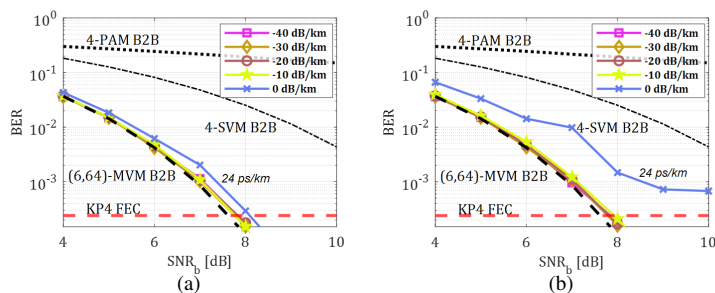 4-PAM B2B
-40 dB/km
-30 dB/km
-20 dB/km
-10 dB/km
0 dB/km
4-SVM B2B
(6,64)-MVM B2B
24 ps/km
KP4 FEC
10^0
10^-1
10^-2
10^-3
BER
4 6 8 10
SNR_b [dB]
(a)
4-PAM B2B
-40 dB/km
-30 dB/km
-20 dB/km
-10 dB/km
0 dB/km
4-SVM B2B
(6,64)-MVM B2B
24 ps/km
KP4 FEC
10^0
10^-1
10^-2
10^-3
BER
4 6 8 10
SNR_b [dB]
(b)